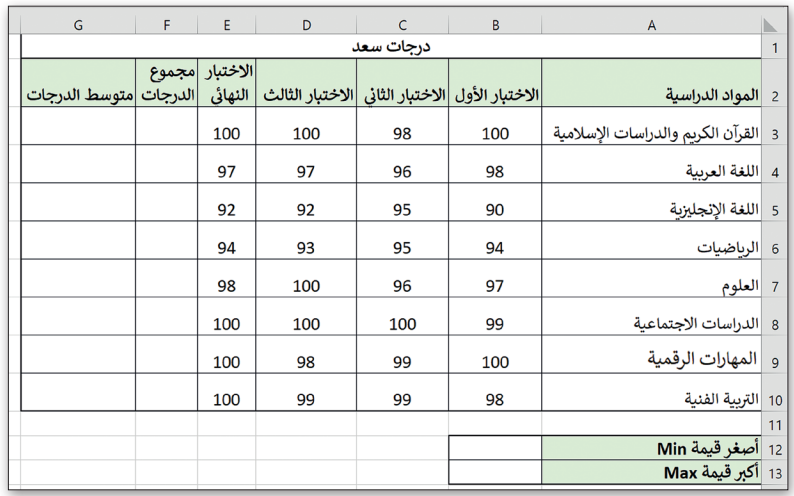 A B C D E F G
1 درجات سعد
2 المواد الدراسية الاختبار الأول الاختبار الثاني الاختبار الثالث الاختبار النهائي مجموع الدرجات متوسط الدرجات
3 القرآن الكريم والدراسات الإسلامية 100 98 100 100
4 اللغة العربية 98 96 97 97
5 اللغة الإنجليزية 90 95 92 92
6 الرياضيات 94 95 93 94
7 العلوم 97 96 100 98
8 الدراسات الاجتماعية 99 100 100 100
9 المهارات الرقمية 100 99 98 100
10 التربية الفنية 98 99 99 100
11
12 أصغر قيمة Min
13 أكبر قيمة Max